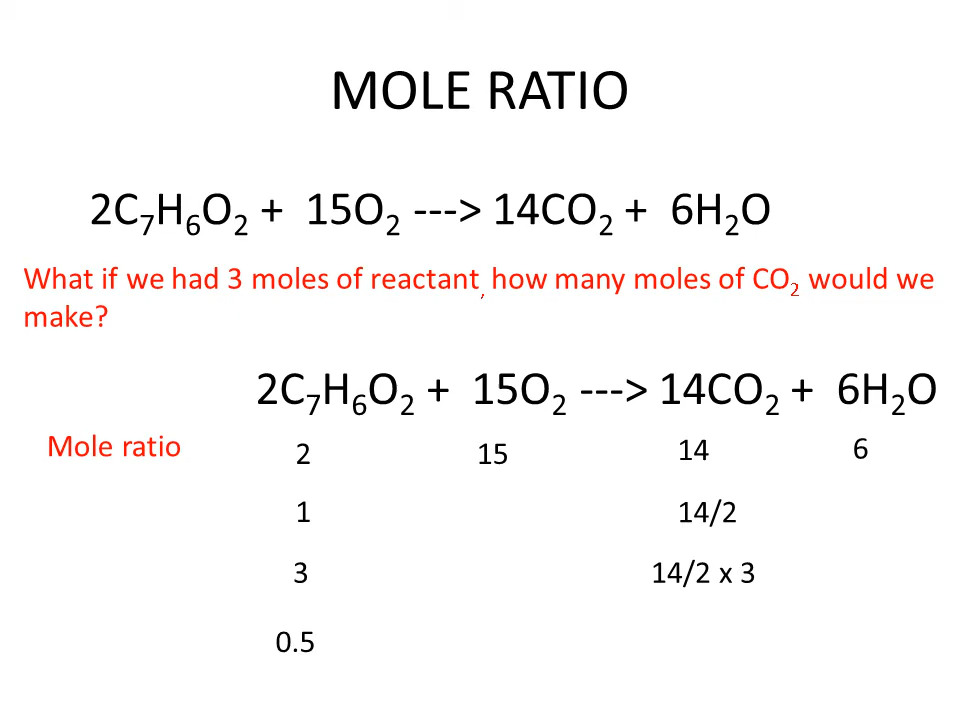 MOLE RATIO
2C₇H₆O₂ + 15O₂ ---> 14CO₂ + 6H₂O
What if we had 3 moles of reactant, how many moles of CO₂ would we
make?
2C₇H₆O₂ + 15O₂ ---> 14CO₂ + 6H₂O
Mole ratio 2 15 14 6
1 14/2
3 14/2 x 3
0.5